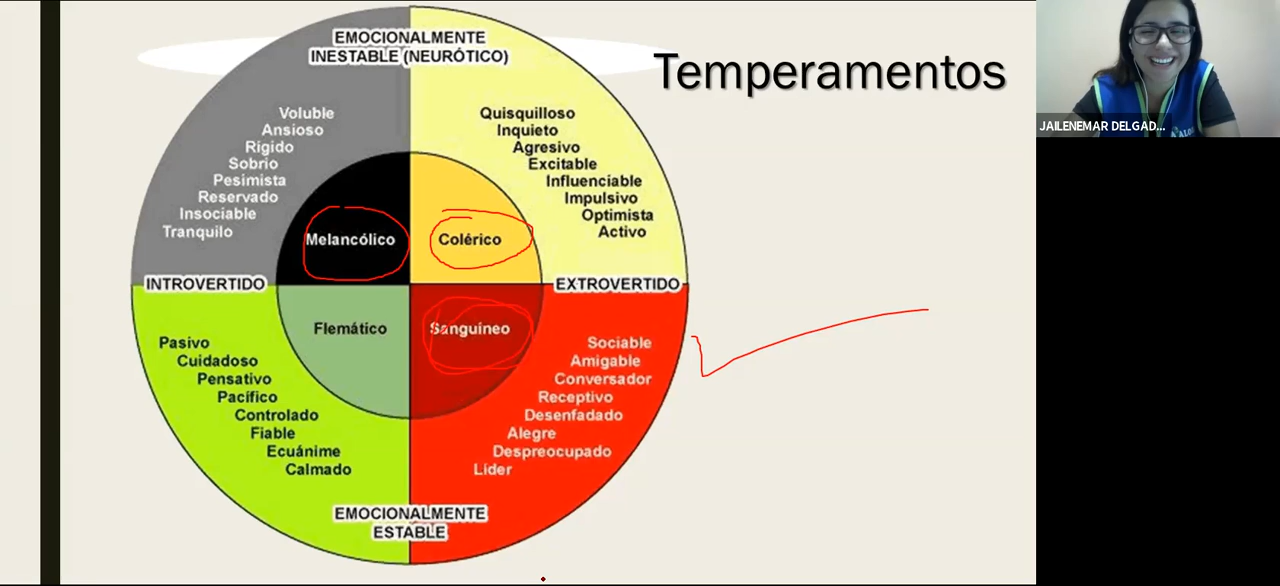 EMOCIONALMENTE
INESTABLE (NEURÓTICO)
Temperamentos
Voluble
Ansioso
Rígido
Sobrio
Pesimista
Reservado
Insociable
Tranquilo
Quisquilloso
Inquieto
Agresivo
Excitable
Influenciable
Impulsivo
Optimista
Activo
Melancólico
Colérico
INTROVERTIDO
EXTROVERTIDO
Flemático
Sanguíneo
Pasivo
Cuidadoso
Pensativo
Pacífico
Controlado
Fiable
Ecuánime
Calmado
Sociable
Amigable
Conversador
Receptivo
Desenfadado
Alegre
Despreocupado
Líder
EMOCIONALMENTE
ESTABLE
JAILENEMAR DELGAD...